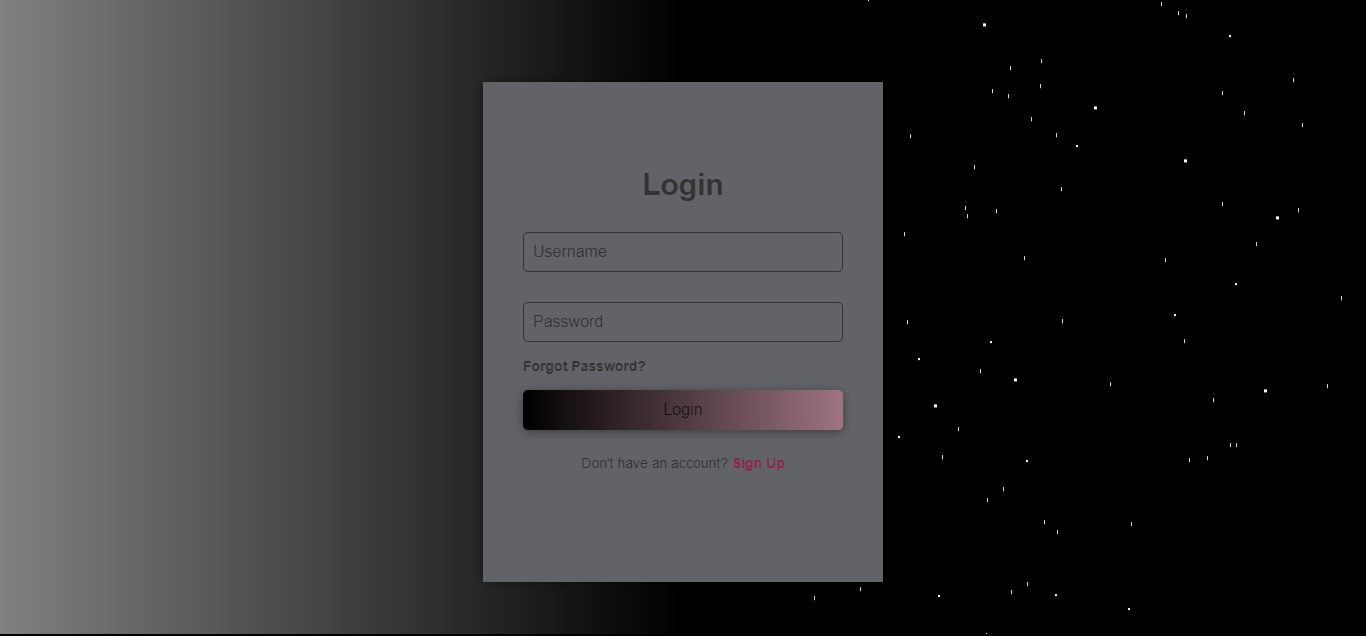 Login
Username
Password
Forgot Password?
Login
Don't have an account? Sign Up